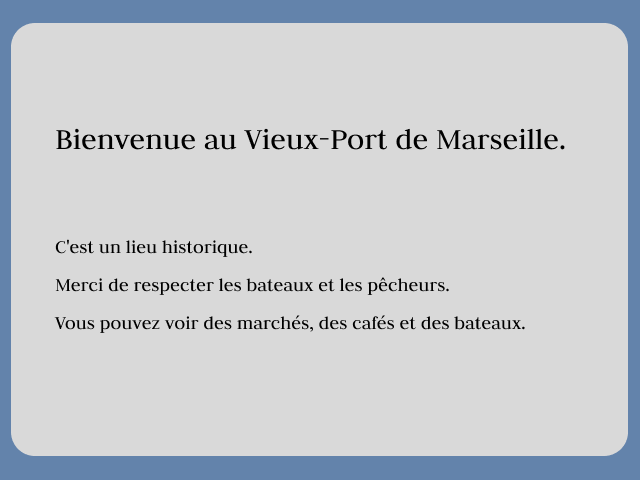 Bienvenue au Vieux-Port de Marseille.
C'est un lieu historique.
Merci de respecter les bateaux et les pêcheurs.
Vous pouvez voir des marchés, des cafés et des bateaux.